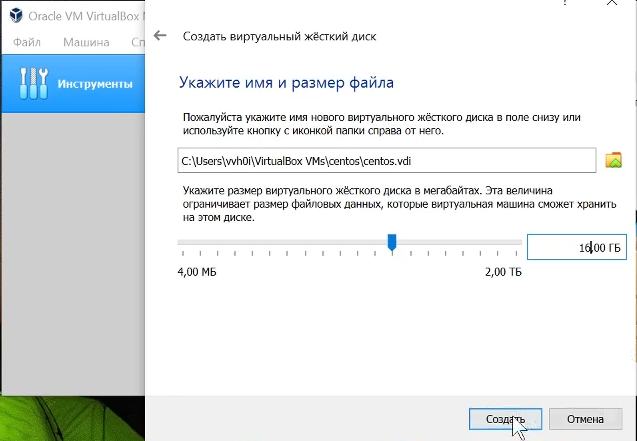 Oracle VM VirtualBox
Файл Машина
Инструменты
Создать виртуальный жёсткий диск
Укажите имя и размер файла
Пожалуйста укажите имя нового виртуального жёсткого диска в поле снизу или
используйте кнопку с иконкой папки справа от него.
C:\Users\vvh0i\VirtualBox VMs\centos\centos.vdi
Укажите размер виртуального жёсткого диска в мегабайтах. Эта величина
ограничивает размер файловых данных, которые виртуальная машина сможет хранить
на этом диске.
16,00 ГБ
4,00 МБ 2,00 ТБ
Создать Отмена